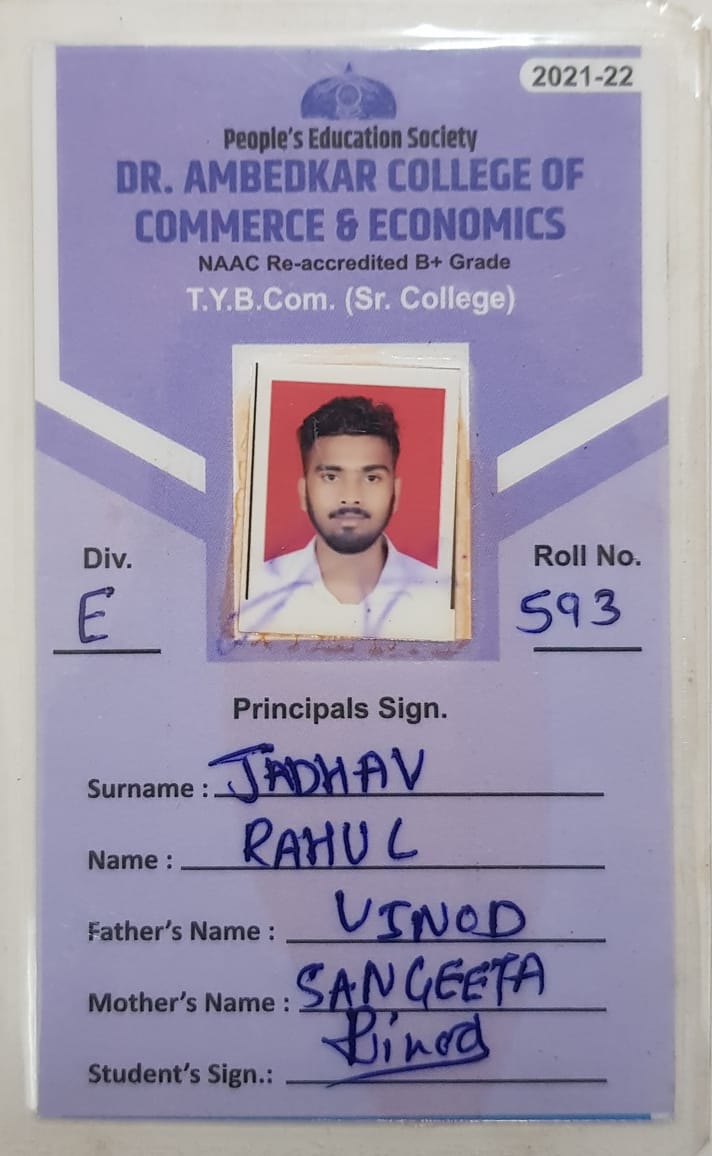 2021-22
People's Education Society
DR. AMBEDKAR COLLEGE OF
COMMERCE & ECONOMICS
NAAC Re-accredited B+ Grade
T.Y.B.Com. (Sr. College)
Div. Roll No.
E 593
Principals Sign.
Surname : JADHAV
Name : RAHUL
Father's Name : VINOD
Mother's Name : SANGEETA
Student's Sign.: